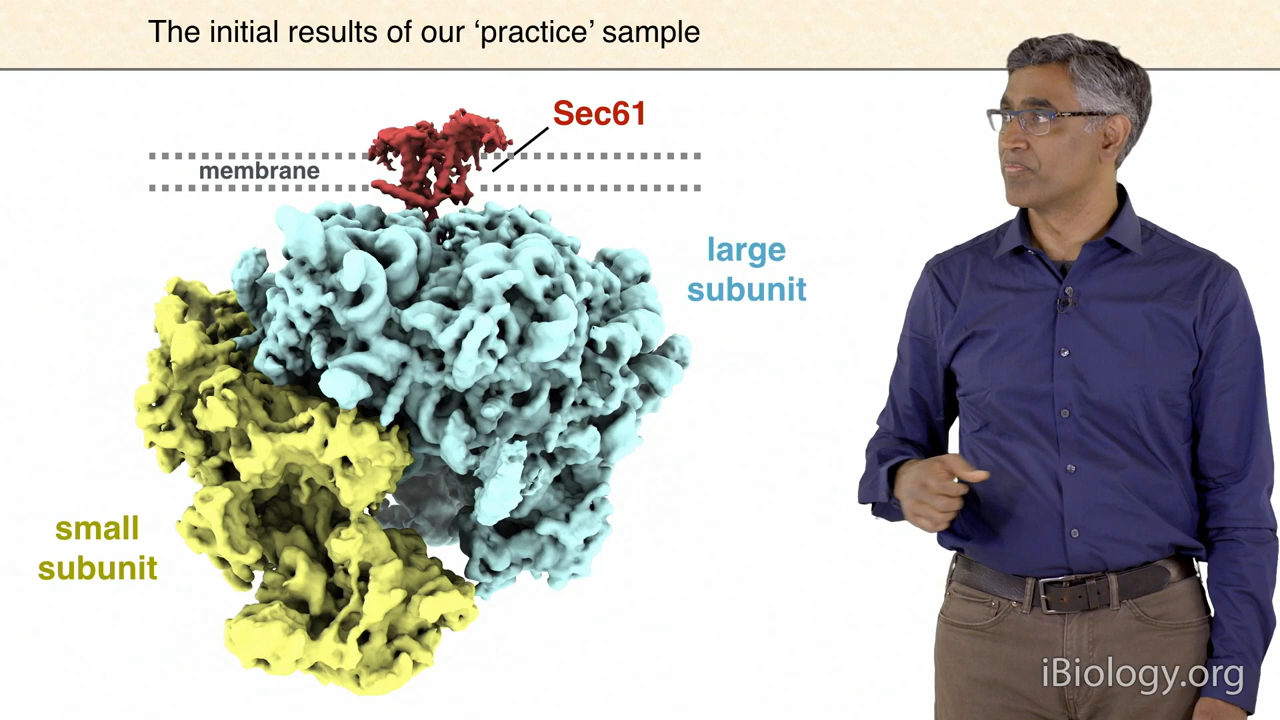 The initial results of our ‘practice’ sample
Sec61
membrane
large
subunit
small
subunit
iBiology.org